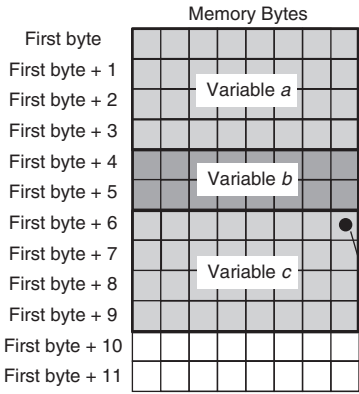 Memory Bytes
First byte
First byte + 1
First byte + 2
First byte + 3
First byte + 4
First byte + 5
First byte + 6
First byte + 7
First byte + 8
First byte + 9
First byte + 10
First byte + 11
Variable a
Variable b
Variable c